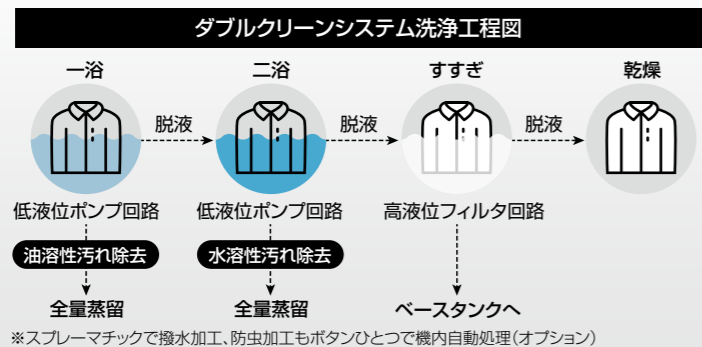 ダブルクリーンシステム洗浄工程図
一浴 二浴 すすぎ 乾燥
脱液 脱液 脱液
低液位ポンプ回路 低液位ポンプ回路 高液位フィルタ回路
油溶性汚れ除去 水溶性汚れ除去
全量蒸留 全量蒸留 ベースタンクへ
※スプレーマチックで撥水加工、防虫加工もボタンひとつで機内自動処理(オプション)